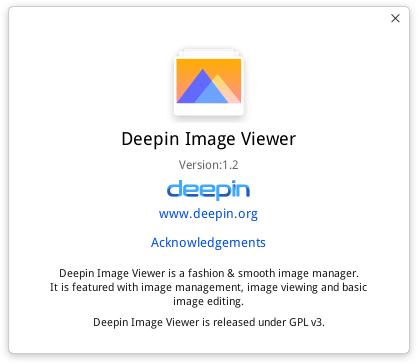 Deepin Image Viewer
Version:1.2
deepin
www.deepin.org
Acknowledgements
Deepin Image Viewer is a fashion & smooth image manager.
It is featured with image management, image viewing and basic
image editing.
Deepin Image Viewer is released under GPL v3.